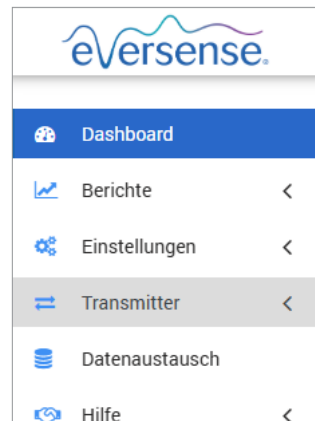 eversense.
Dashboard
Berichte
Einstellungen
Transmitter
Datenaustausch
Hilfe